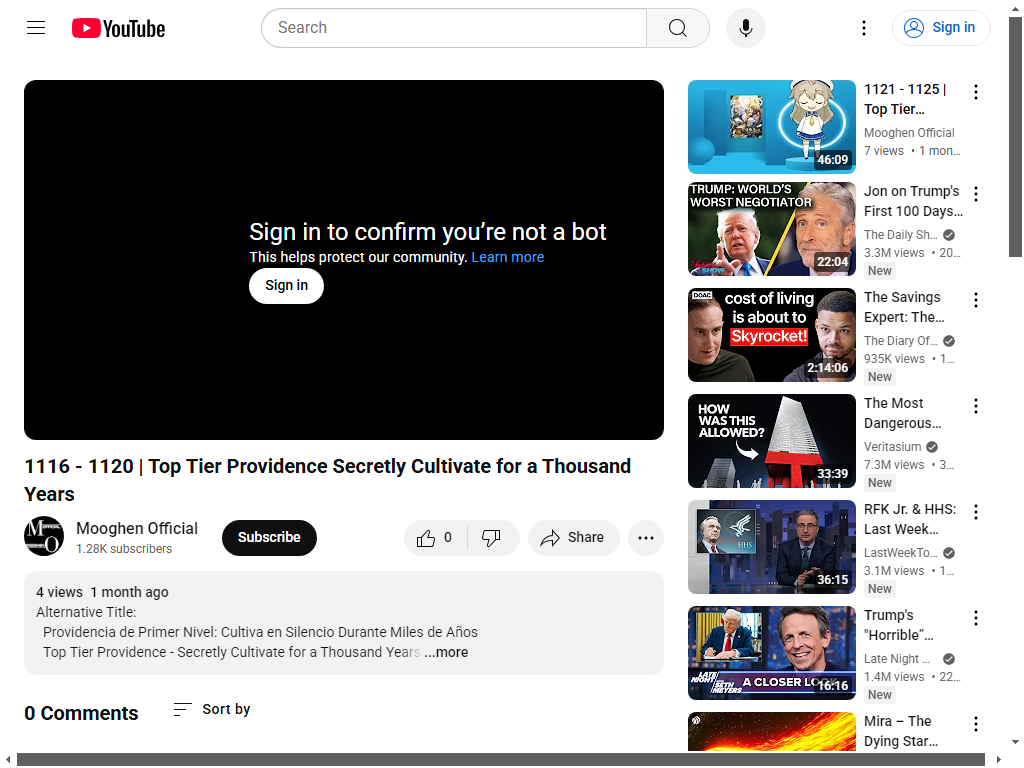 YouTube
Search
Sign in
Sign in to confirm you're not a bot
This helps protect our community. Learn more
Sign in
1116 - 1120 | Top Tier Providence Secretly Cultivate for a Thousand
Years
Mooghen Official
1.28K subscribers
Subscribe
0
Share
4 views 1 month ago
Alternative Title:
Providencia de Primer Nivel: Cultiva en Silencio Durante Miles de Años
Top Tier Providence - Secretly Cultivate for a Thousand Years ...more
0 Comments
Sort by
46:09
1121 - 1125 |
Top Tier...
Mooghen Official
7 views • 1 mon...
TRUMP: WORLD'S
WORST NEGOTIATOR
22:04
Jon on Trump's
First 100 Days...
The Daily Sh...
3.3M views • 20...
New
DOAC
cost of living
is about to
Skyrocket!
2:14:06
The Savings
Expert: The...
The Diary Of...
935K views • 1...
New
HOW
WAS THIS
ALLOWED?
33:39
The Most
Dangerous...
Veritasium
7.3M views • 3...
New
HHS
36:15
RFK Jr. & HHS:
Last Week...
LastWeekTo...
3.1M views • 1...
New
LATE
NIGHT
SETH
MEYERS
A CLOSER LOOK
16:16
Trump's
"Horrible"...
Late Night ...
1.4M views • 22...
New
Mira – The
Dying Star...